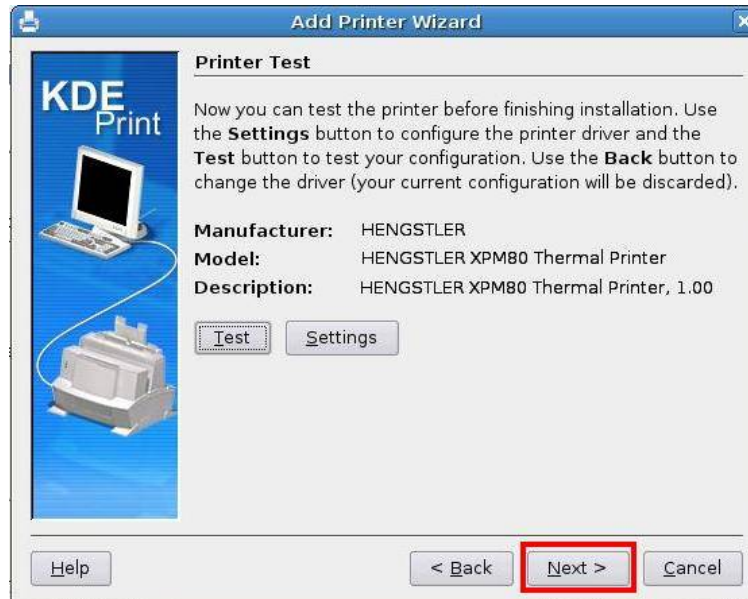 Add Printer Wizard
KDE
Print
Printer Test
Now you can test the printer before finishing installation. Use
the Settings button to configure the printer driver and the
Test button to test your configuration. Use the Back button to
change the driver (your current configuration will be discarded).
Manufacturer: HENGSTLER
Model: HENGSTLER XPM80 Thermal Printer
Description: HENGSTLER XPM80 Thermal Printer, 1.00
Test Settings
Help < Back Next > Cancel